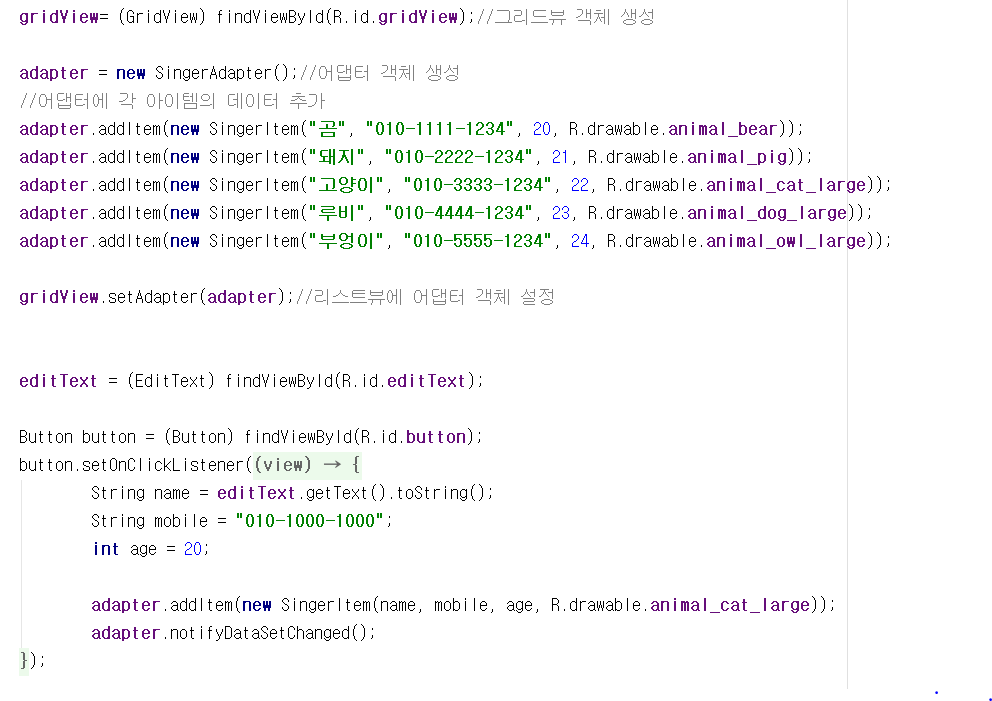 gridView= (GridView) findViewById(R.id.gridView);//그리드뷰 객체 생성
adapter = new SingerAdapter();//어댑터 객체 생성
//어댑터에 각 아이템의 데이터 추가
adapter.addItem(new SingerItem("곰", "010-1111-1234", 20, R.drawable.animal_bear));
adapter.addItem(new SingerItem("돼지", "010-2222-1234", 21, R.drawable.animal_pig));
adapter.addItem(new SingerItem("고양이", "010-3333-1234", 22, R.drawable.animal_cat_large));
adapter.addItem(new SingerItem("루비", "010-4444-1234", 23, R.drawable.animal_dog_large));
adapter.addItem(new SingerItem("부엉이", "010-5555-1234", 24, R.drawable.animal_owl_large));
gridView.setAdapter(adapter);//리스트뷰에 어댑터 객체 설정
editText = (EditText) findViewById(R.id.editText);
Button button = (Button) findViewById(R.id.button);
button.setOnClickListener((view) → {
String name = editText.getText().toString();
String mobile = "010-1000-1000";
int age = 20;
adapter.addItem(new SingerItem(name, mobile, age, R.drawable.animal_cat_large));
adapter.notifyDataSetChanged();
});